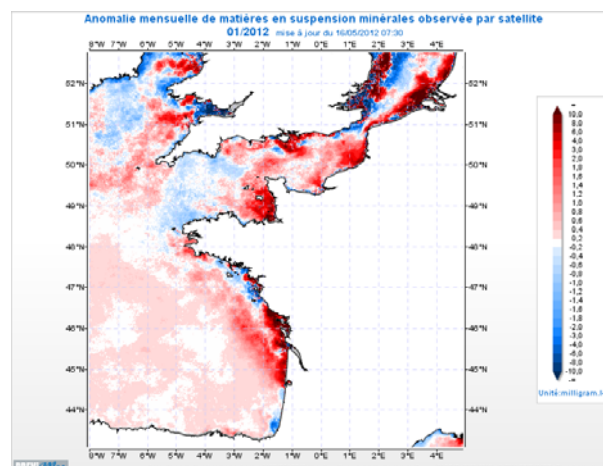 Anomalie mensuelle de matières en suspension minérales observée par satellite
01/2012 mise à jour du 16/05/2012 07:30
8°W 7°W 6°W 5°W 4°W 3°W 2°W 1°W 0°E 1°E 2°E 3°E 4°E
52°N 52°N
51°N 51°N
50°N 50°N
49°N 49°N
48°N 48°N
47°N 47°N
46°N 46°N
45°N 45°N
44°N 44°N
8°W 7°W 6°W 5°W 4°W 3°W 2°W 1°W 0°E 1°E 2°E 3°E 4°E
10,0
8,0
6,0
4,0
2,0
1,8
1,6
1,4
1,2
1,0
0,8
0,6
0,4
0,2
-0,2
-0,4
-0,6
-0,8
-1,0
-1,2
-1,4
-1,6
-1,8
-2,0
-4,0
-6,0
-8,0
-10,0